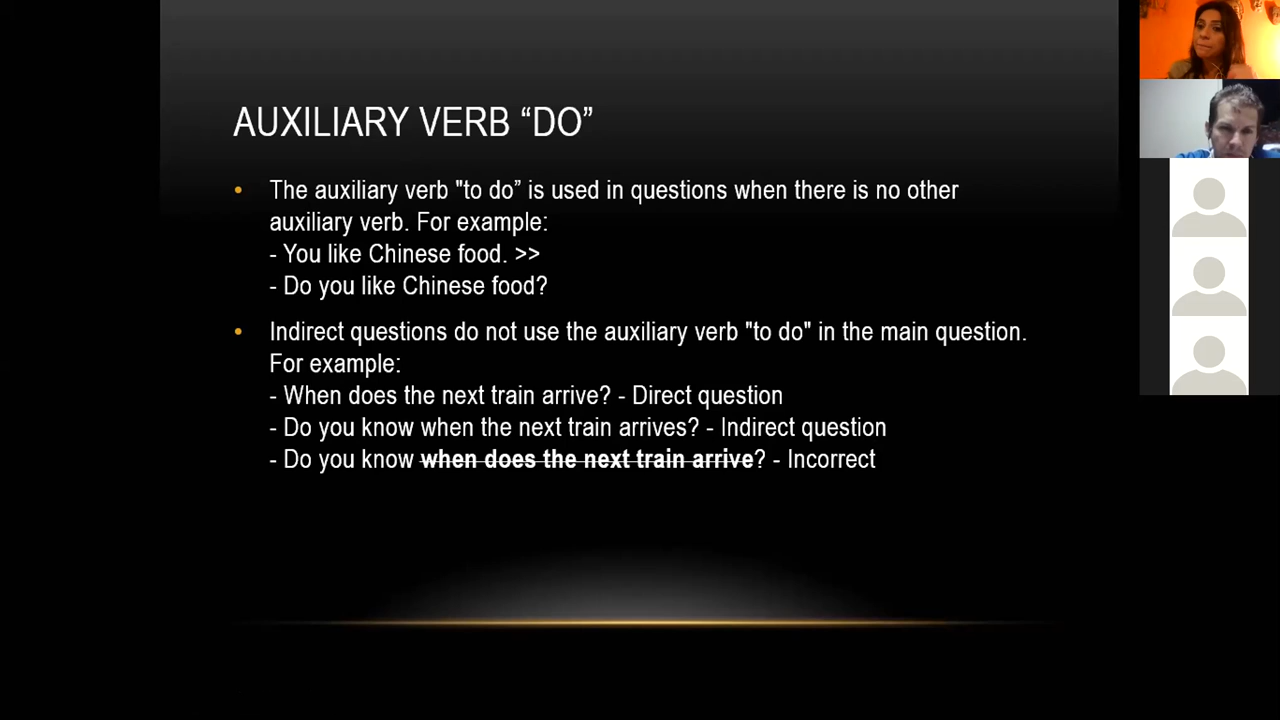 AUXILIARY VERB “DO”
• The auxiliary verb "to do” is used in questions when there is no other
auxiliary verb. For example:
- You like Chinese food. >>
- Do you like Chinese food?
• Indirect questions do not use the auxiliary verb "to do" in the main question.
For example:
- When does the next train arrive? - Direct question
- Do you know when the next train arrives? - Indirect question
- Do you know when does the next train arrive? - Incorrect